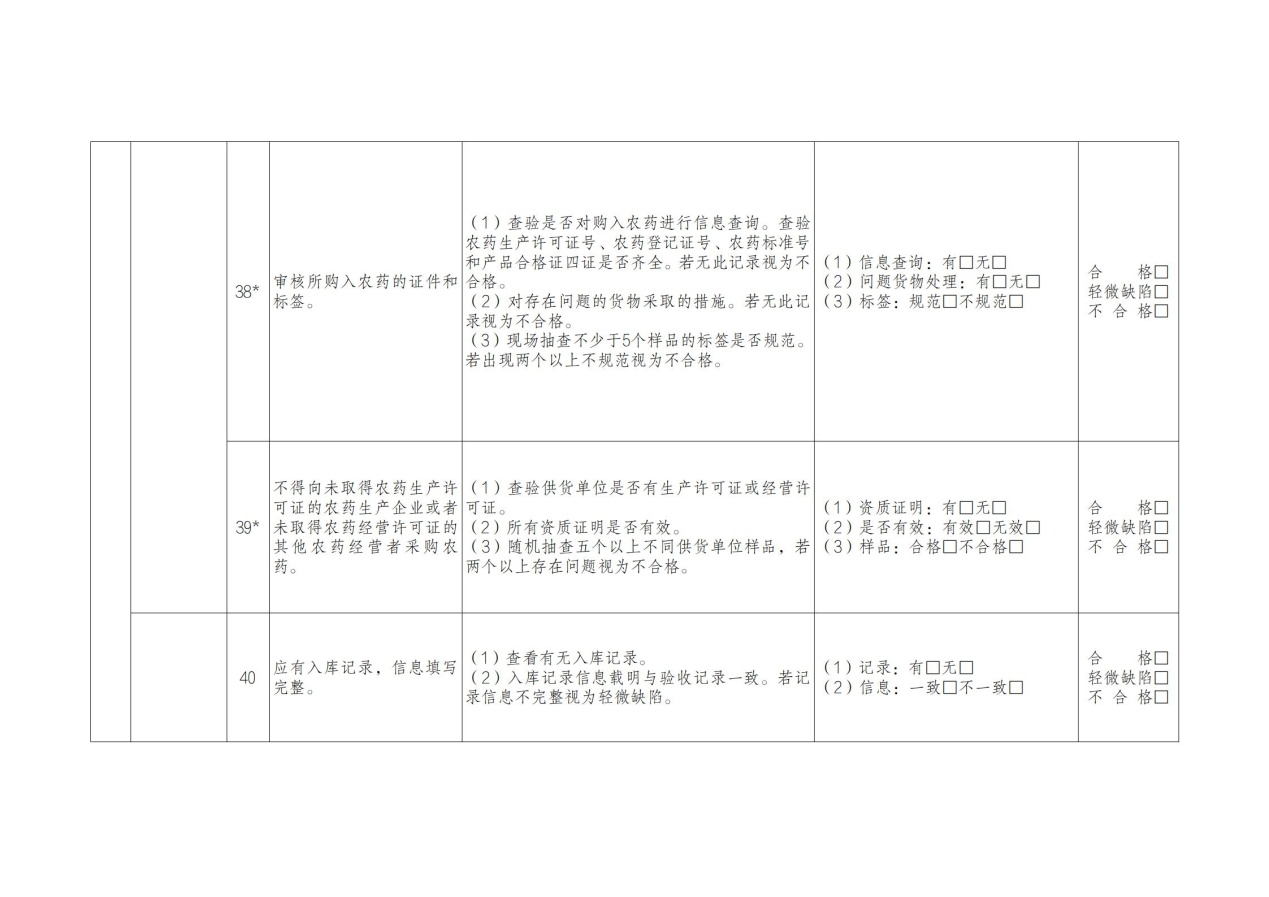 38*
审核所购入农药的证件和
标签。
（1）查验是否对购入农药进行信息查询。查验
农药生产许可证号、农药登记证号、农药标准号
和产品合格证四证是否齐全。若无此记录视为不
合格。
（2）对存在问题的货物采取的措施。若无此记
录视为不合格。
（3）现场抽查不少于5个样品的标签是否规范。
若出现两个以上不规范视为不合格。
（1）信息查询：有□无□
（2）问题货物处理：有□无□
（3）标签：规范□不规范□
合 格□
轻微缺陷□
不 合 格□
39*
不得向未取得农药生产许
可证的农药生产企业或者
未取得农药经营许可证的
其他农药经营者采购农
药。
（1）查验供货单位是否有生产许可证或经营许
可证。
（2）所有资质证明是否有效。
（3）随机抽查五个以上不同供货单位样品，若
两个以上存在问题视为不合格。
（1）资质证明：有□无□
（2）是否有效：有效□无效□
（3）样品：合格□不合格□
合 格□
轻微缺陷□
不 合 格□
40
应有入库记录，信息填写
完整。
（1）查看有无入库记录。
（2）入库记录信息载明与验收记录一致。若记
录信息不完整视为轻微缺陷。
（1）记录：有□无□
（2）信息：一致□不一致□
合 格□
轻微缺陷□
不 合 格□